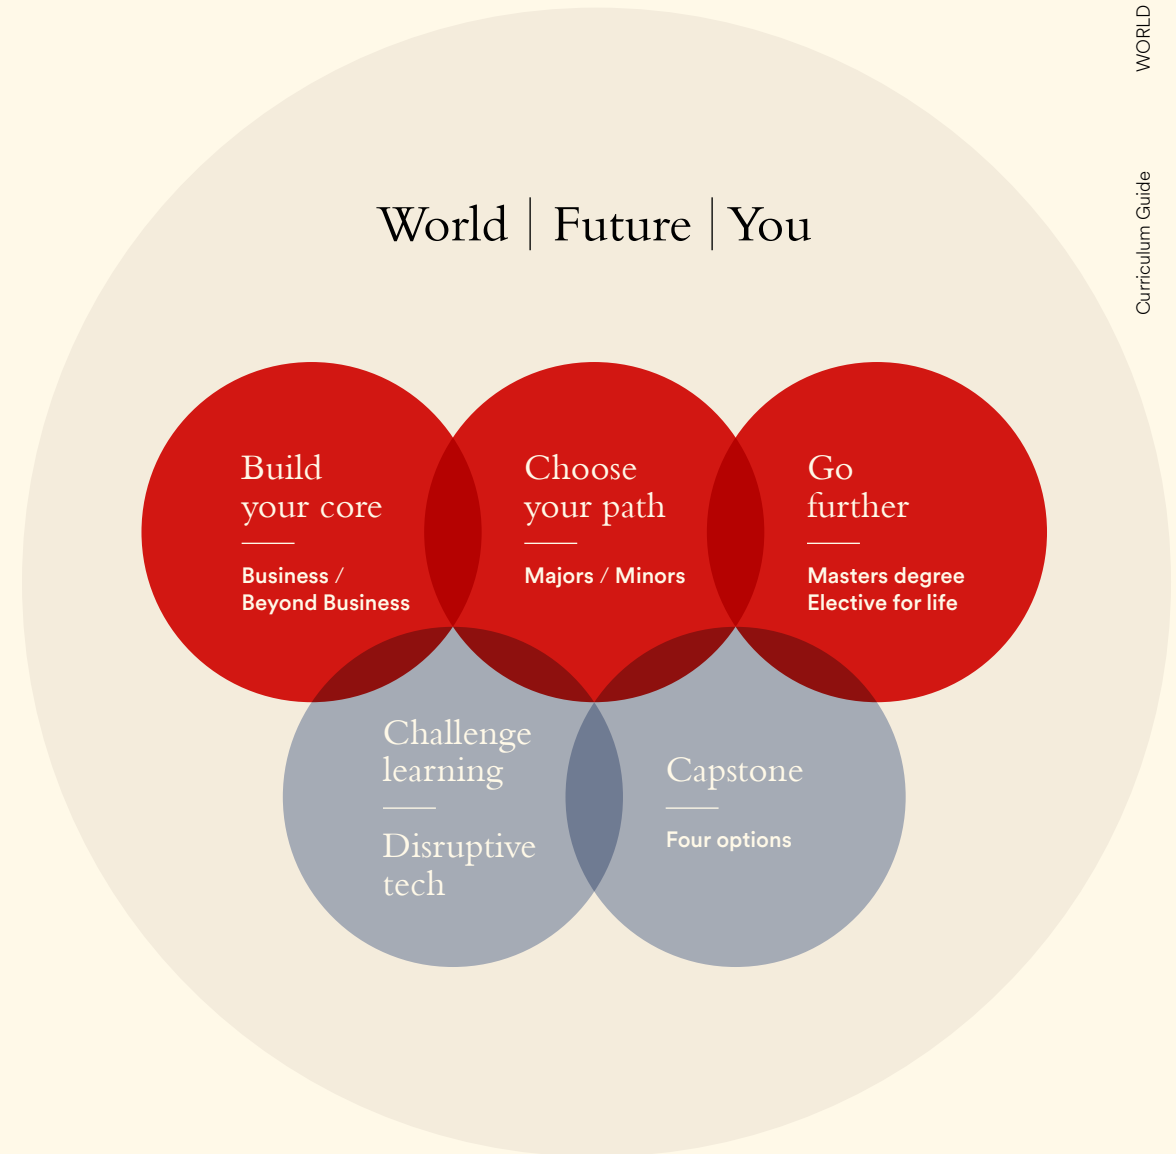 WORLD
Curriculum Guide
World | Future | You
Build
your core
Business /
Beyond Business
Choose
your path
Majors / Minors
Go
further
Masters degree
Elective for life
Challenge
learning
Disruptive
tech
Capstone
Four options